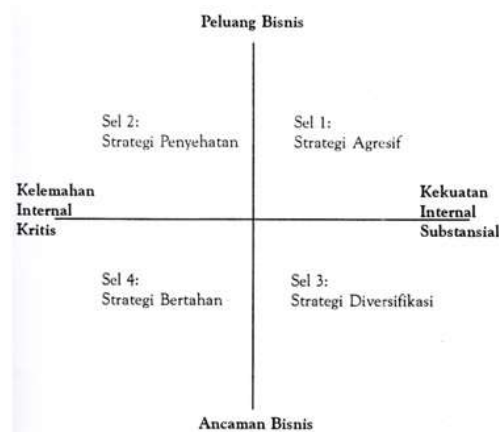 Peluang Bisnis
Sel 2:
Strategi Penyehatan
Sel 1:
Strategi Agresif
Kelemahan
Internal
Kritis
Kekuatan
Internal
Substansial
Sel 4:
Strategi Bertahan
Sel 3:
Strategi Diversifikasi
Ancaman Bisnis